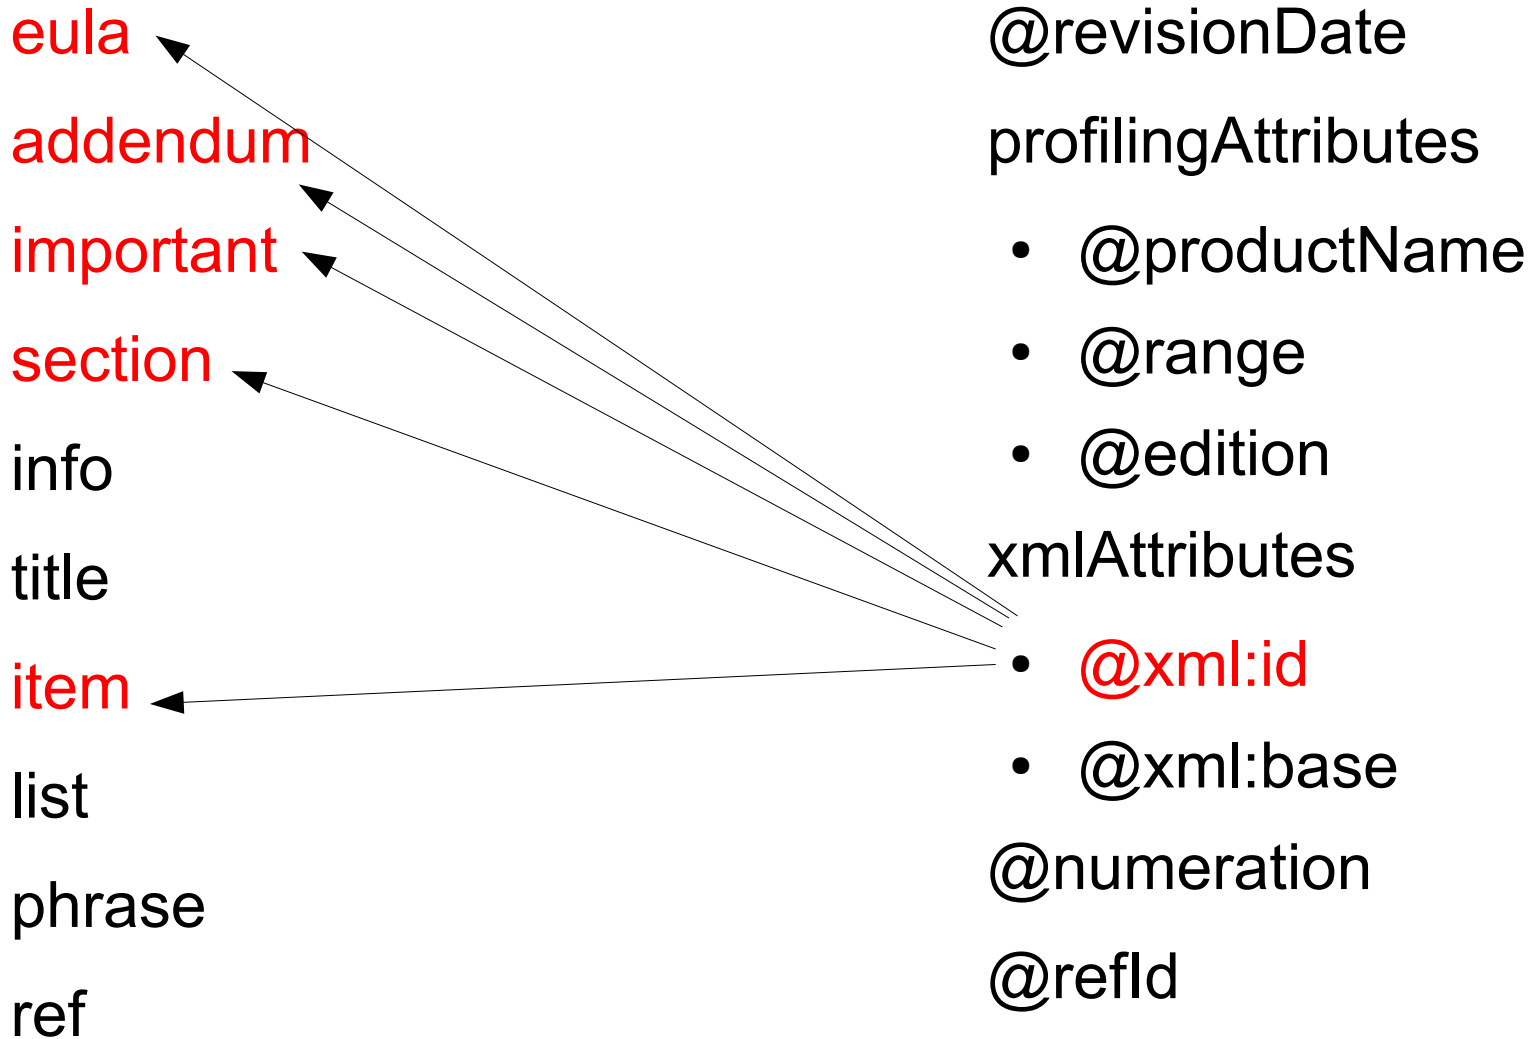 eula
addendum
important
section
info
title
item
list
phrase
ref
@revisionDate
profilingAttributes
• @productName
• @range
• @edition
xmlAttributes
• @xml:id
• @xml:base
@numeration
@refId